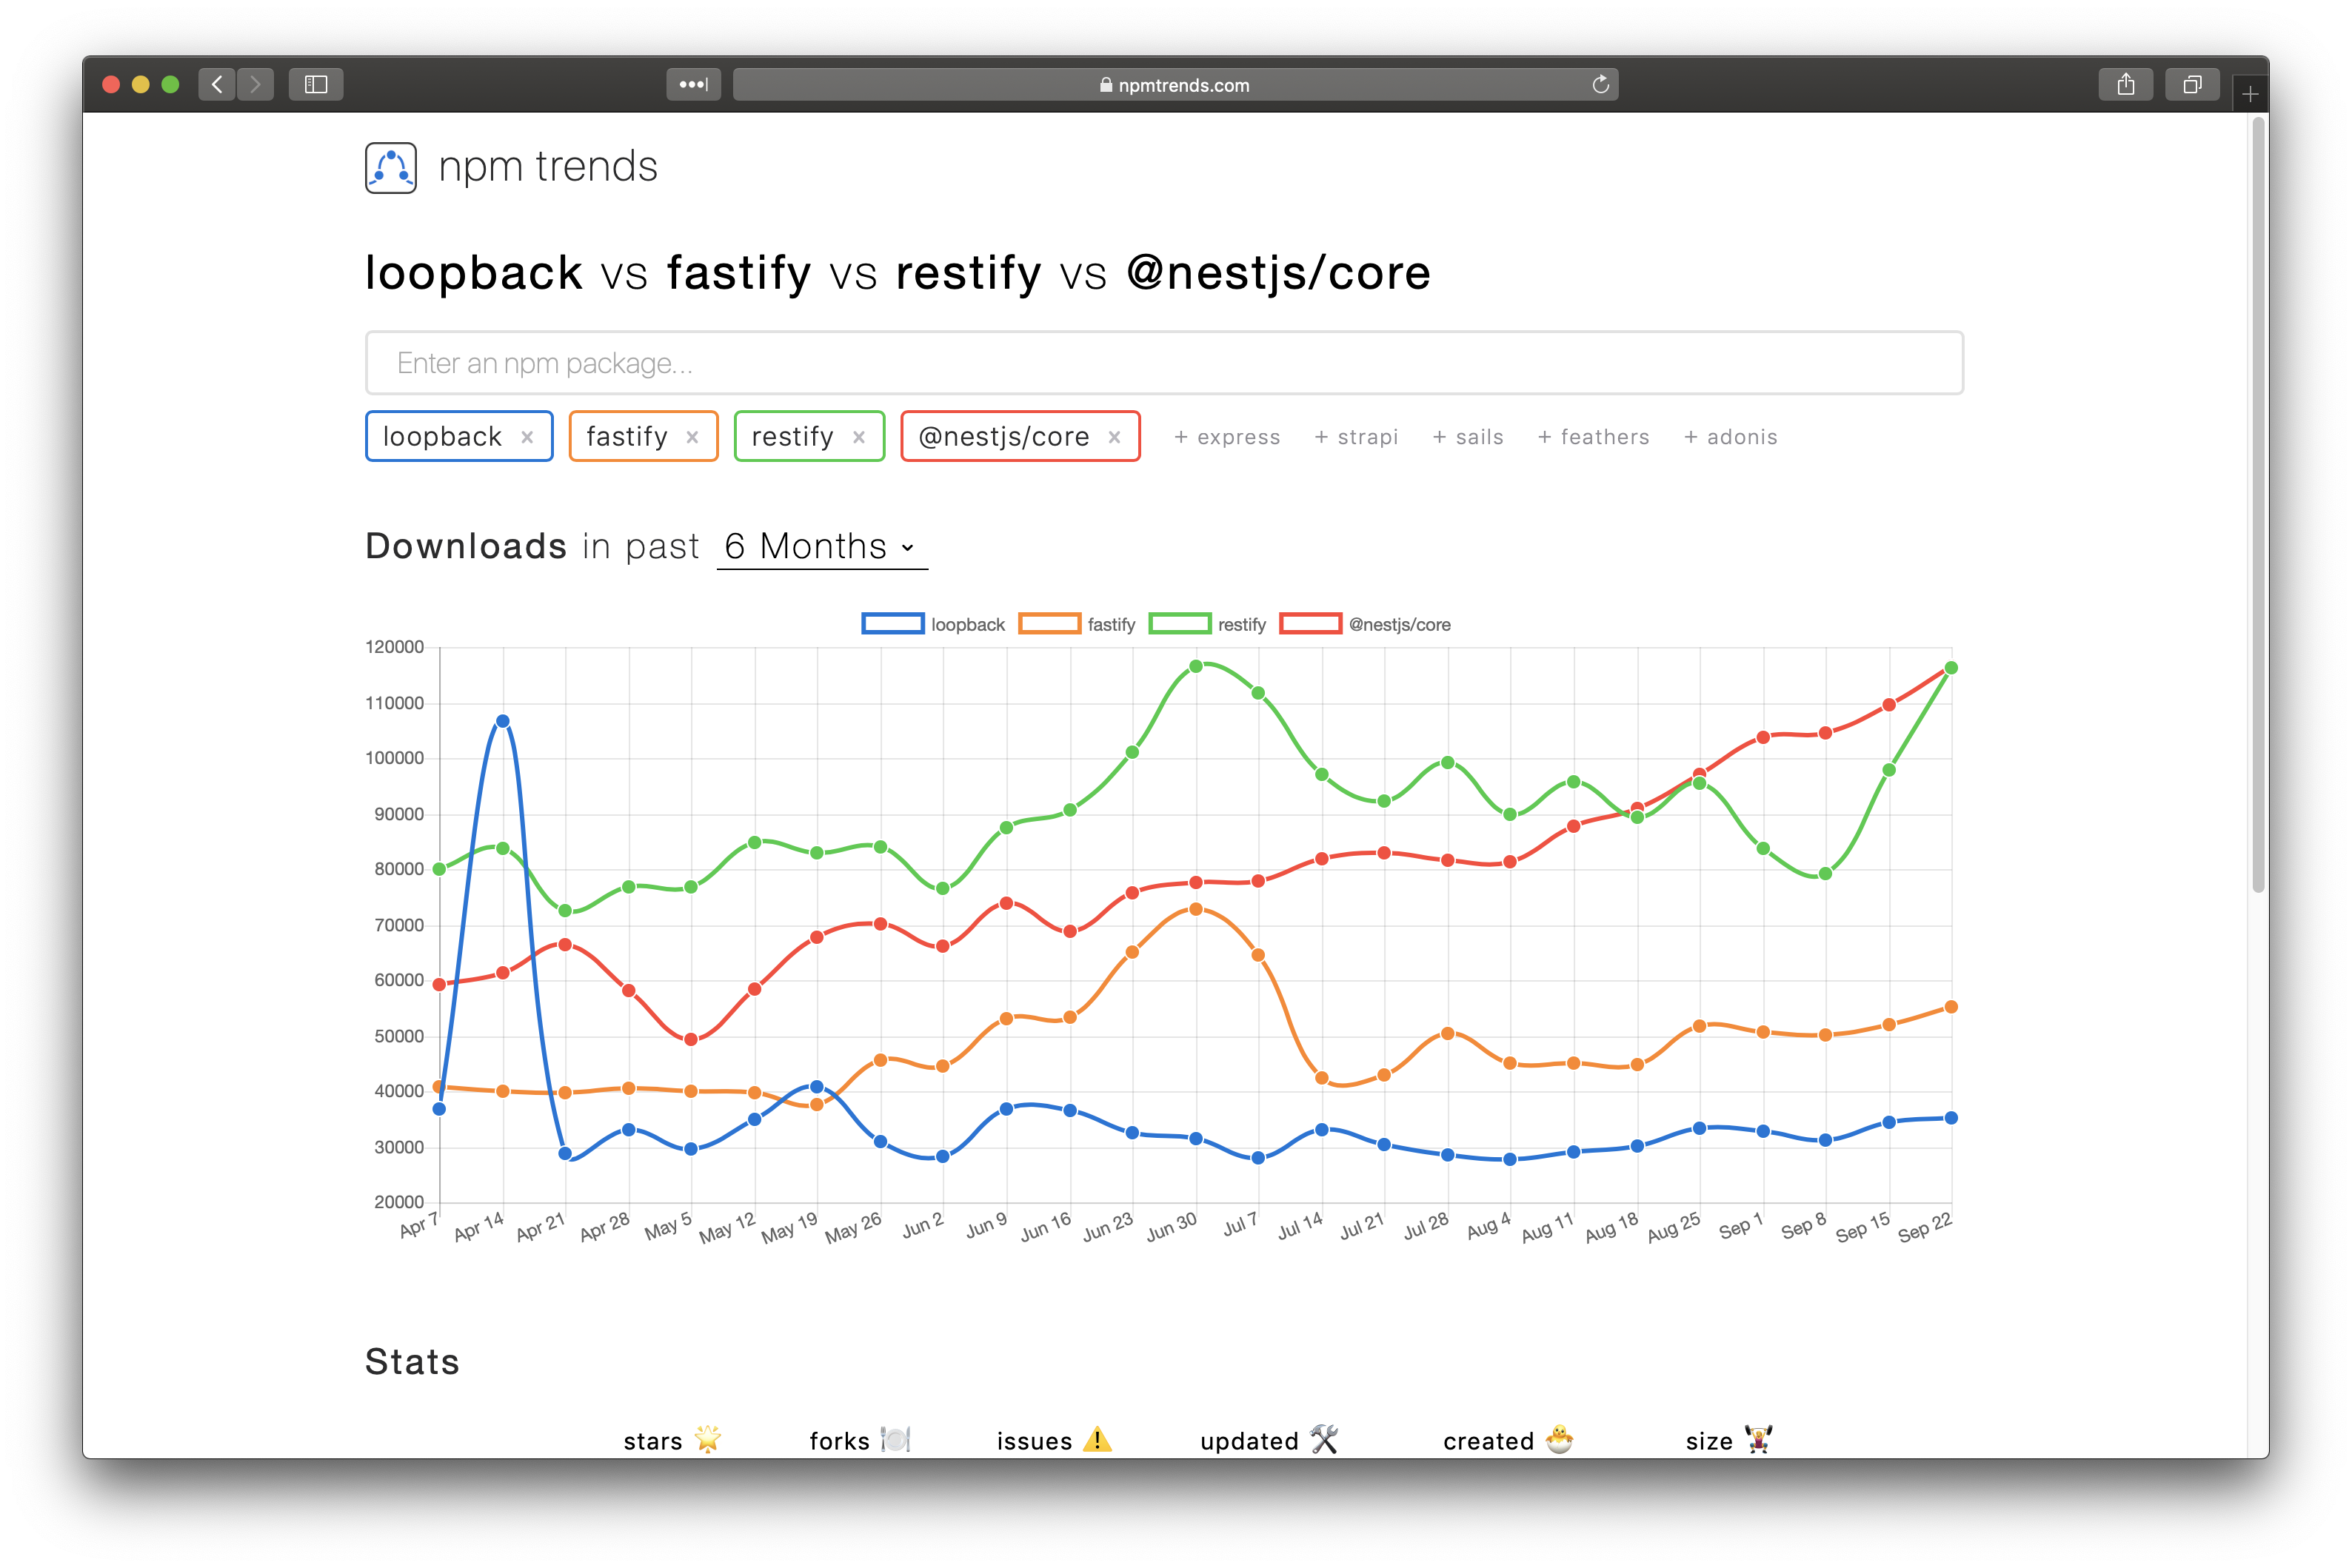 npmtrends.com
npm trends
loopback vs fastify vs restify vs @nestjs/core
Enter an npm package...
loopback × fastify × restify × @nestjs/core × + express + strapi + sails + feathers + adonis
Downloads in past 6 Months
loopback fastify restify @nestjs/core
120000
110000
100000
90000
80000
70000
60000
50000
40000
30000
20000
Apr 7 Apr 14 Apr 21 Apr 28 May 5 May 12 May 19 May 26 Jun 2 Jun 9 Jun 16 Jun 23 Jun 30 Jul 7 Jul 14 Jul 21 Jul 28 Aug 4 Aug 11 Aug 18 Aug 25 Sep 1 Sep 8 Sep 15 Sep 22
Stats
stars 🌟 forks 🍽️ issues ⚠️ updated 🛠 created 🐣 size 🏋️‍♀️